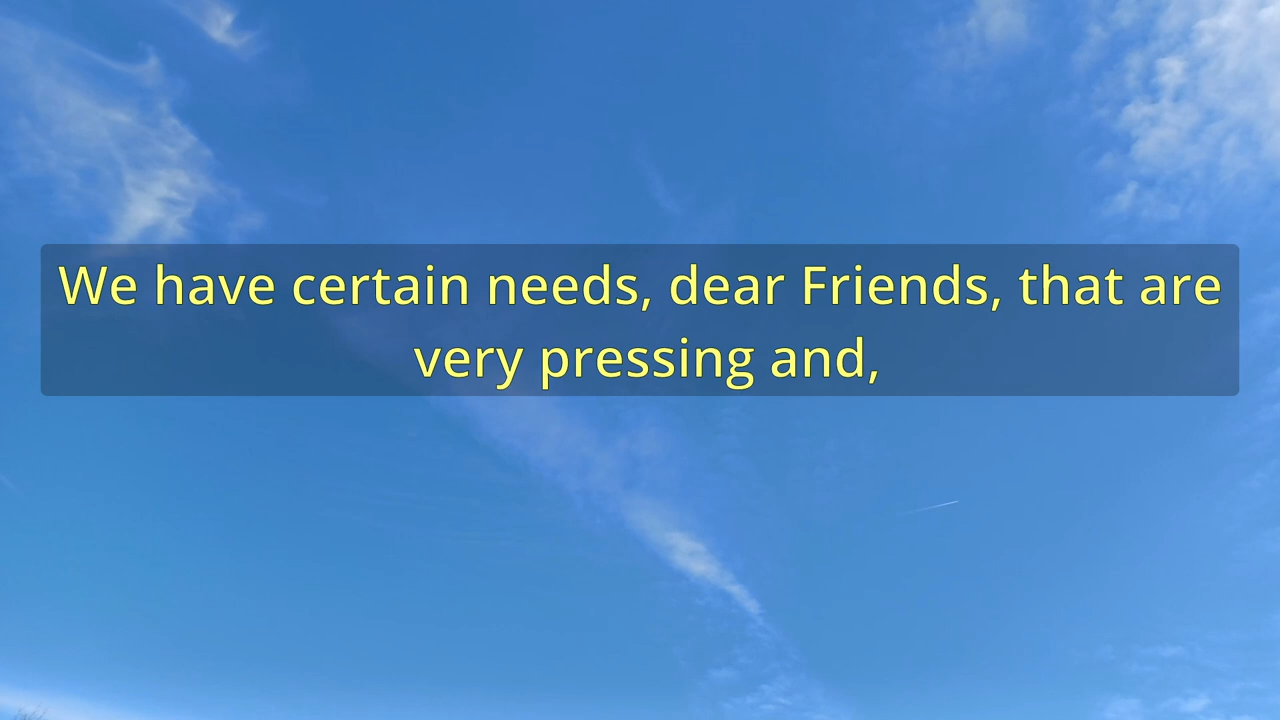 We have certain needs, dear Friends, that are
very pressing and,